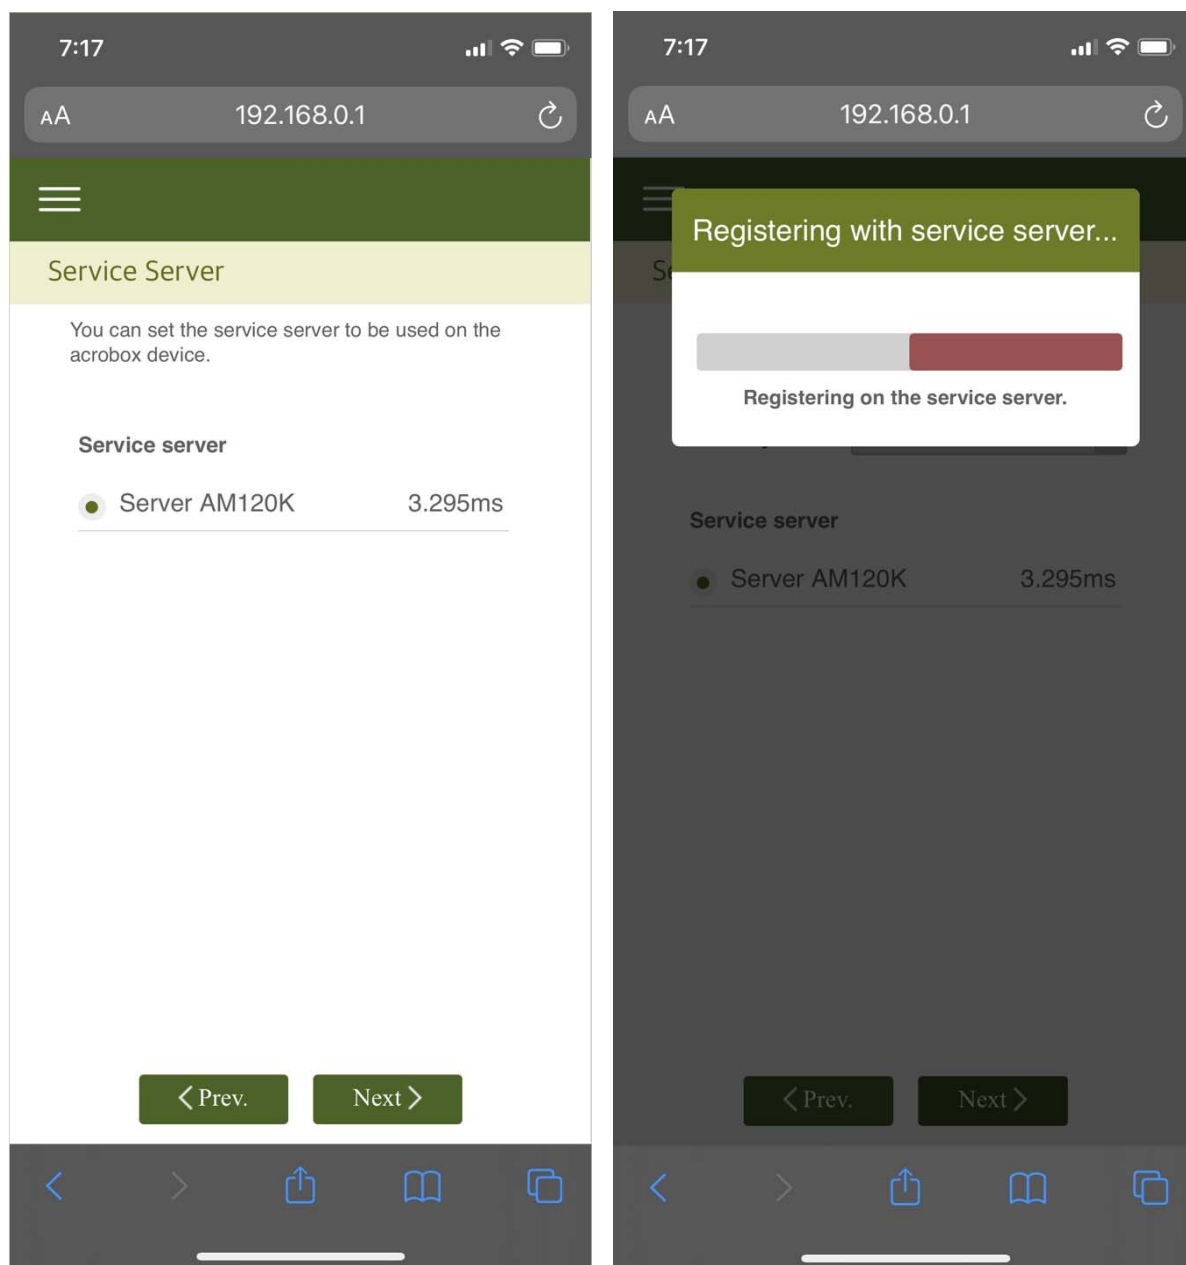 7:17
AA 192.168.0.1
Service Server
You can set the service server to be used on the
acrobox device.
Service server
Server AM120K 3.295ms
Prev. Next
7:17
AA 192.168.0.1
Registering with service server...
Registering on the service server.
Service server
Server AM120K 3.295ms
Prev. Next